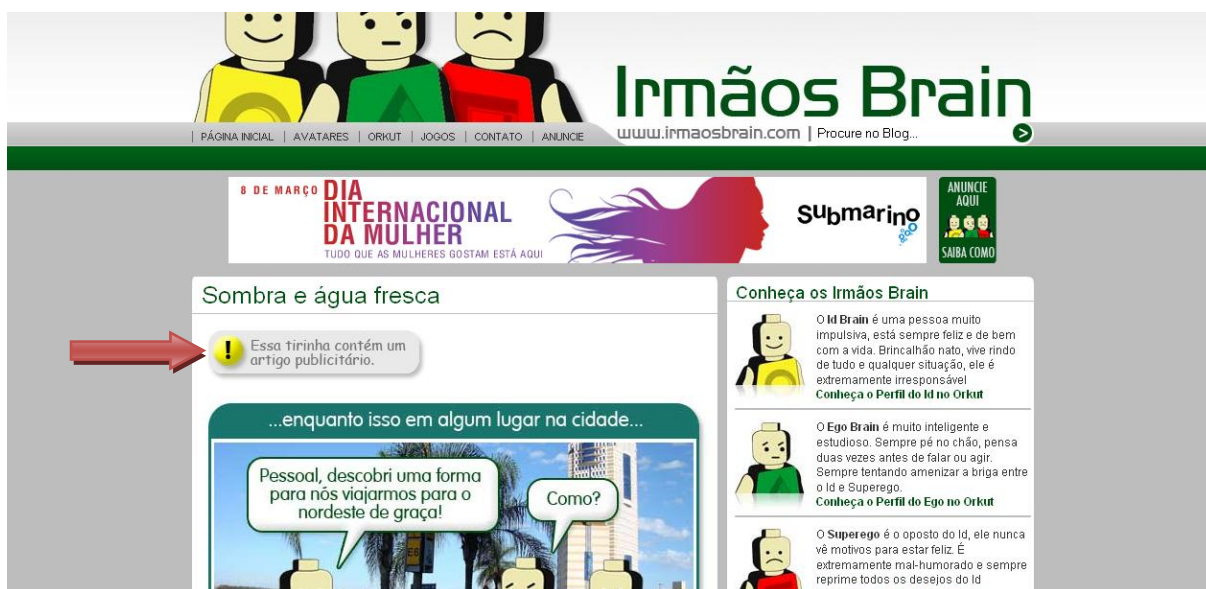 Irmãos Brain
| PÁGINA INICIAL | AVATARES | ORKUT | JOGOS | CONTATO | ANUNCIE
www.irmaosbrain.com | Procure no Blog...
8 DE MARÇO DIA
INTERNACIONAL
DA MULHER
TUDO QUE AS MULHERES GOSTAM ESTÁ AQUI
submarino
ANUNCIE
AQUI
SAIBA COMO
Sombra e água fresca
! Essa tirinha contém um
artigo publicitário.
...enquanto isso em algum lugar na cidade...
Pessoal, descobri uma forma
para nós viajarmos para o
nordeste de graça!
Como?
Conheça os Irmãos Brain
O Id Brain é uma pessoa muito
impulsiva, está sempre feliz e de bem
com a vida. Brincalhão nato, vive rindo
de tudo e qualquer situação, ele é
extremamente irresponsável
Conheça o Perfil do Id no Orkut
O Ego Brain é muito inteligente e
estudioso. Sempre pé no chão, pensa
duas vezes antes de falar ou agir.
Sempre tentando amenizar a briga entre
o Id e Superego.
Conheça o Perfil do Ego no Orkut
O Superego é o oposto do Id, ele nunca
vê motivos para estar feliz. É
extremamente mal-humorado e sempre
reprime todos os desejos do Id